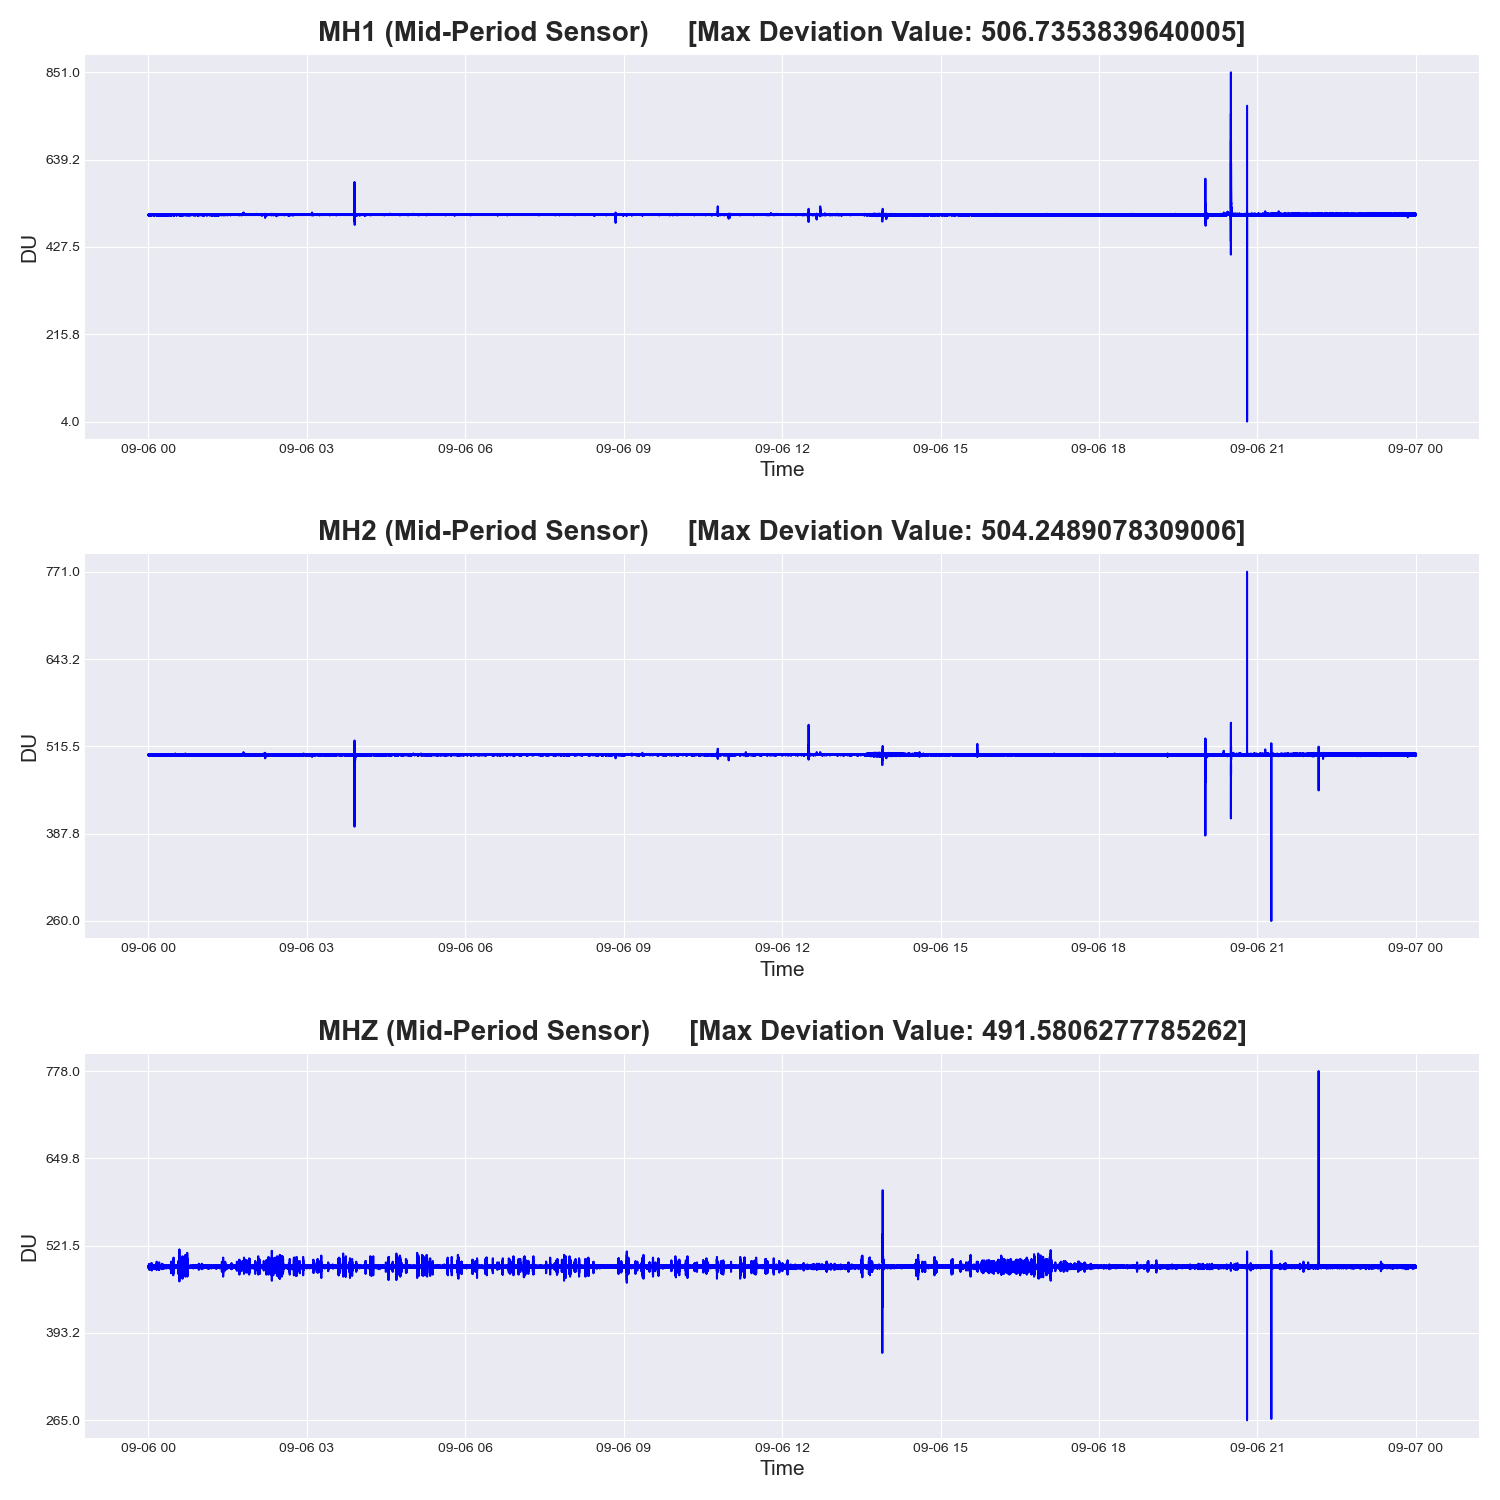 MH1 (Mid-Period Sensor) [Max Deviation Value: 506.7353839640005]
851.0
639.2
427.5
215.8
4.0
DU
09-06 00 09-06 03 09-06 06 09-06 09 09-06 12 09-06 15 09-06 18 09-06 21 09-07 00
Time
MH2 (Mid-Period Sensor) [Max Deviation Value: 504.2489078309006]
771.0
643.2
515.5
387.8
260.0
DU
09-06 00 09-06 03 09-06 06 09-06 09 09-06 12 09-06 15 09-06 18 09-06 21 09-07 00
Time
MHZ (Mid-Period Sensor) [Max Deviation Value: 491.5806277785262]
778.0
649.8
521.5
393.2
265.0
DU
09-06 00 09-06 03 09-06 06 09-06 09 09-06 12 09-06 15 09-06 18 09-06 21 09-07 00
Time